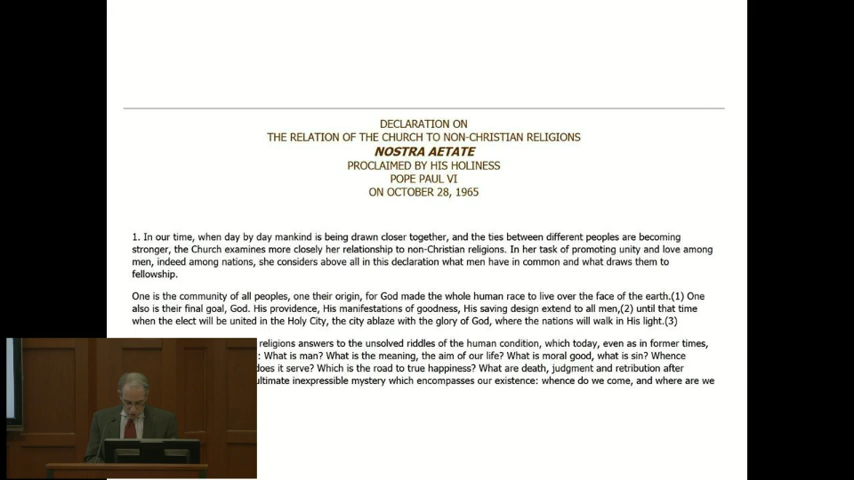 DECLARATION ON
THE RELATION OF THE CHURCH TO NON-CHRISTIAN RELIGIONS
NOSTRA AETATE
PROCLAIMED BY HIS HOLINESS
POPE PAUL VI
ON OCTOBER 28, 1965
1. In our time, when day by day mankind is being drawn closer together, and the ties between different peoples are becoming
stronger, the Church examines more closely her relationship to non-Christian religions. In her task of promoting unity and love among
men, indeed among nations, she considers above all in this declaration what men have in common and what draws them to
fellowship.
One is the community of all peoples, one their origin, for God made the whole human race to live over the face of the earth.(1) One
also is their final goal, God. His providence, His manifestations of goodness, His saving design extend to all men,(2) until that time
when the elect will be united in the Holy City, the city ablaze with the glory of God, where the nations will walk in His light.(3)
religions answers to the unsolved riddles of the human condition, which today, even as in former times,
: What is man? What is the meaning, the aim of our life? What is moral good, what is sin? Whence
does it serve? Which is the road to true happiness? What are death, judgment and retribution after
ultimate inexpressible mystery which encompasses our existence: whence do we come, and where are we